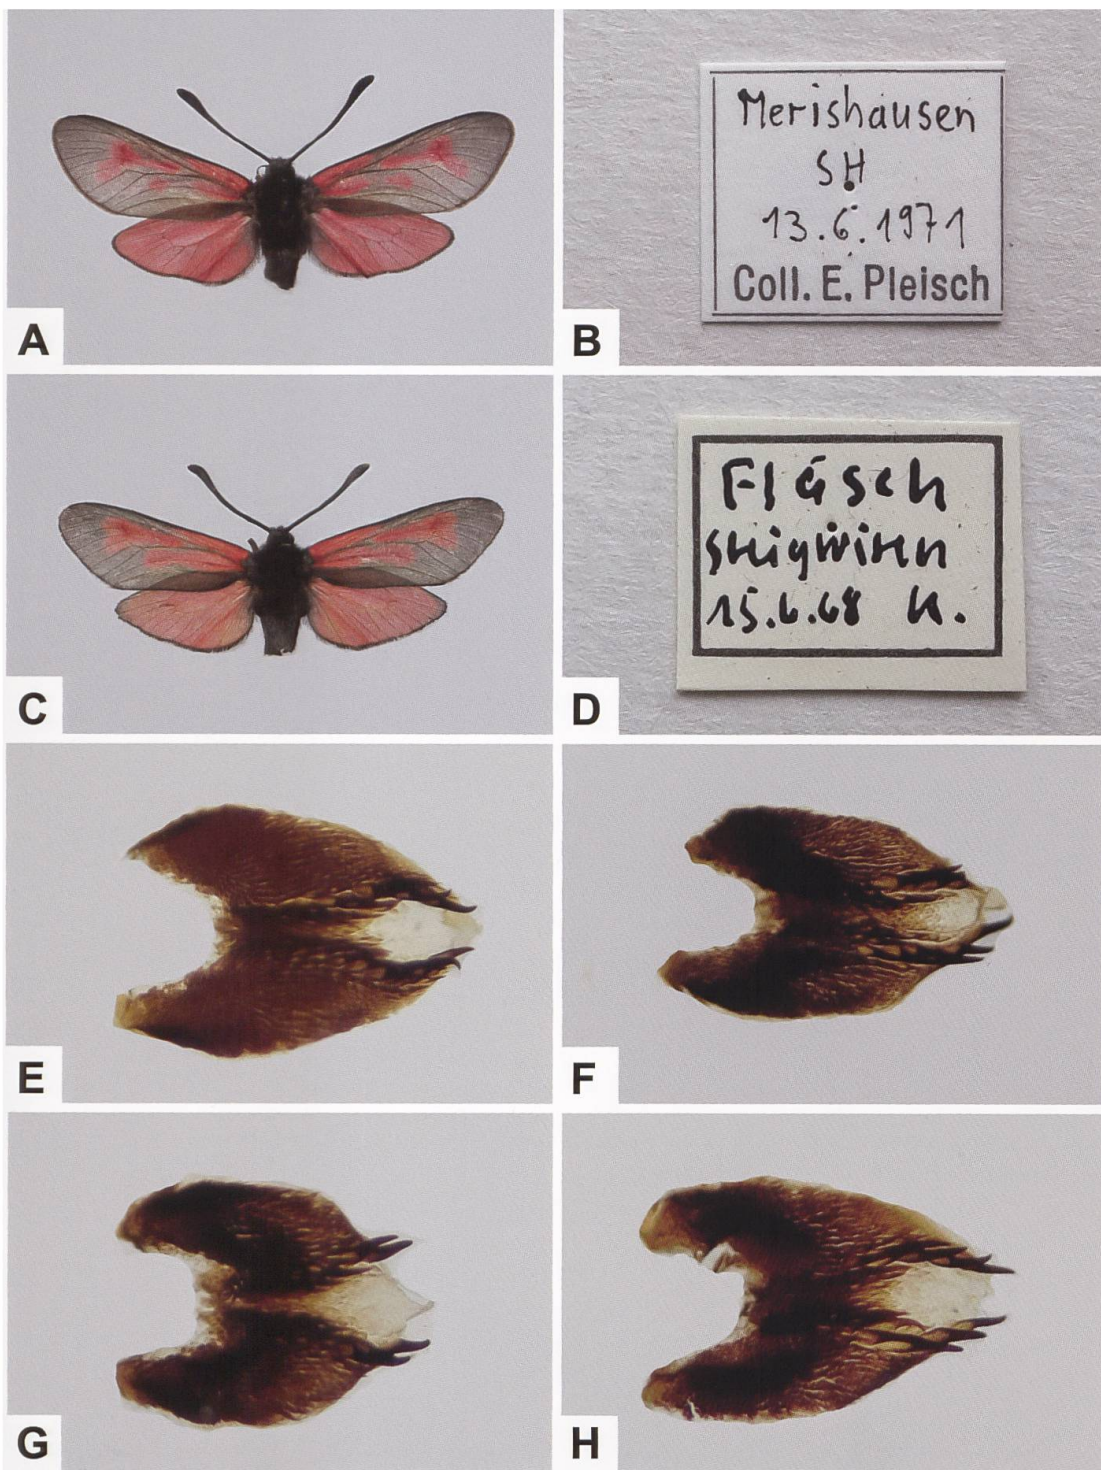 A
Merishausen
SH
13.6.1971
Coll. E. Pleisch
B
C
Fläsch
15.6.68 K.
D
E
F
G
H